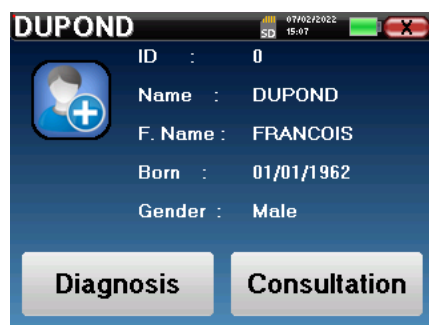 DUPOND
SD
07/02/2022
15:07
X
ID : 0
Name : DUPOND
F. Name : FRANCOIS
Born : 01/01/1962
Gender : Male
Diagnosis
Consultation